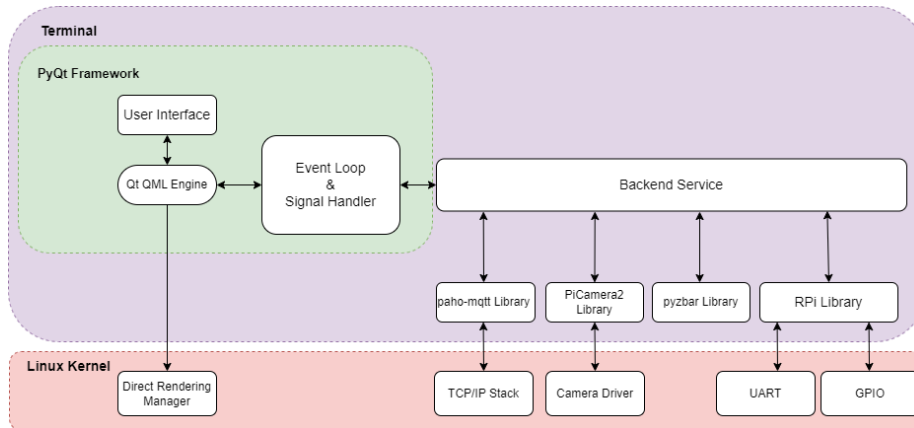 Terminal
PyQt Framework
User Interface
Qt QML Engine
Event Loop
&
Signal Handler
Backend Service
paho-mqtt Library
PiCamera2
Library
pyzbar Library
RPi Library
Linux Kernel
Direct Rendering
Manager
TCP/IP Stack
Camera Driver
UART
GPIO